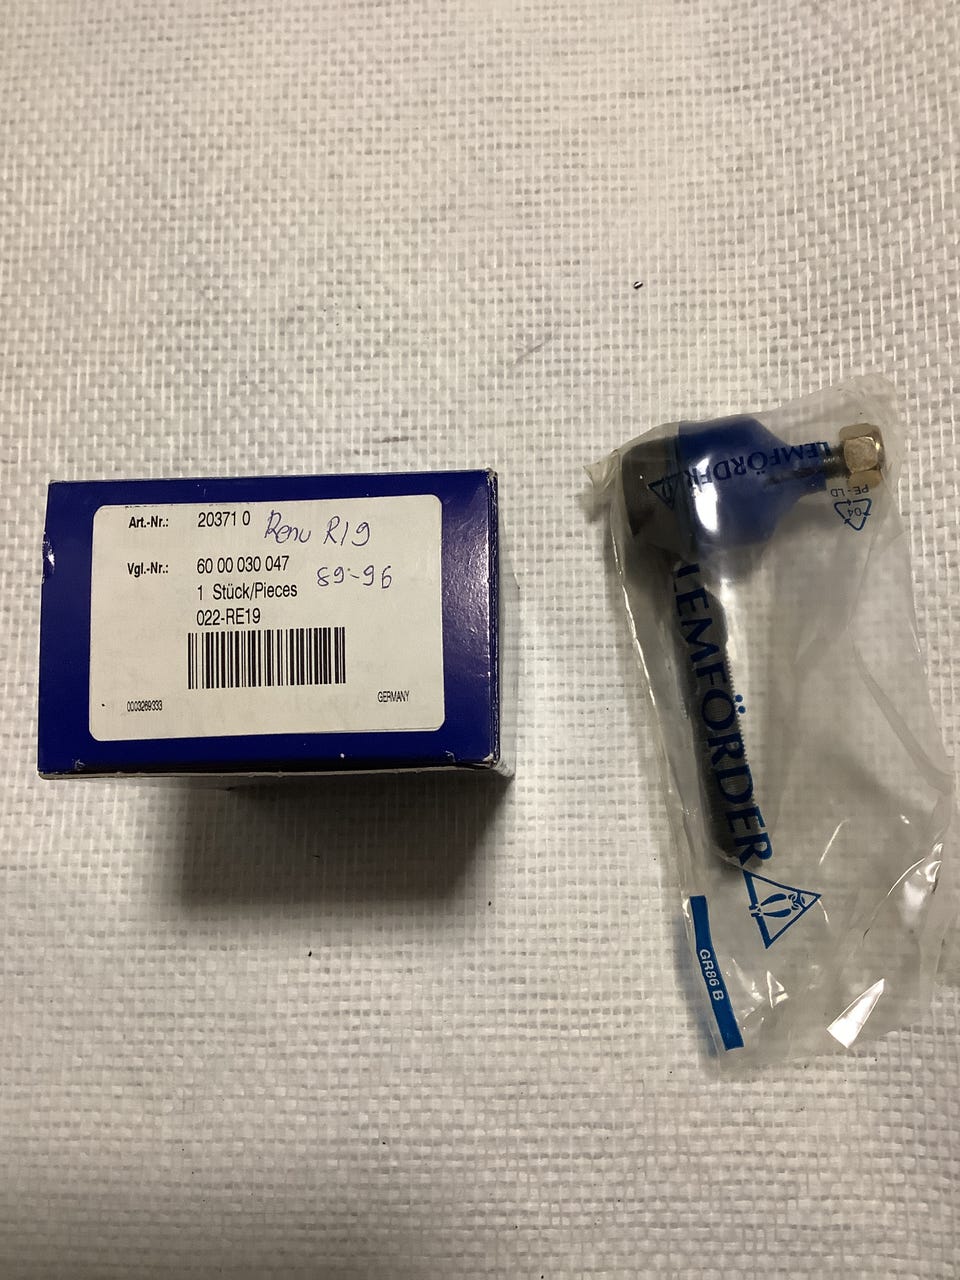 Art.-Nr.: 20371 0
Renu R19
Vgl.-Nr.: 60 00 030 047
89-96
1 Stück/Pieces
022-RE19
0003269333
GERMANY
LEMFÖRDER
PE-LD
04
LEMFÖRDER
GR86 B